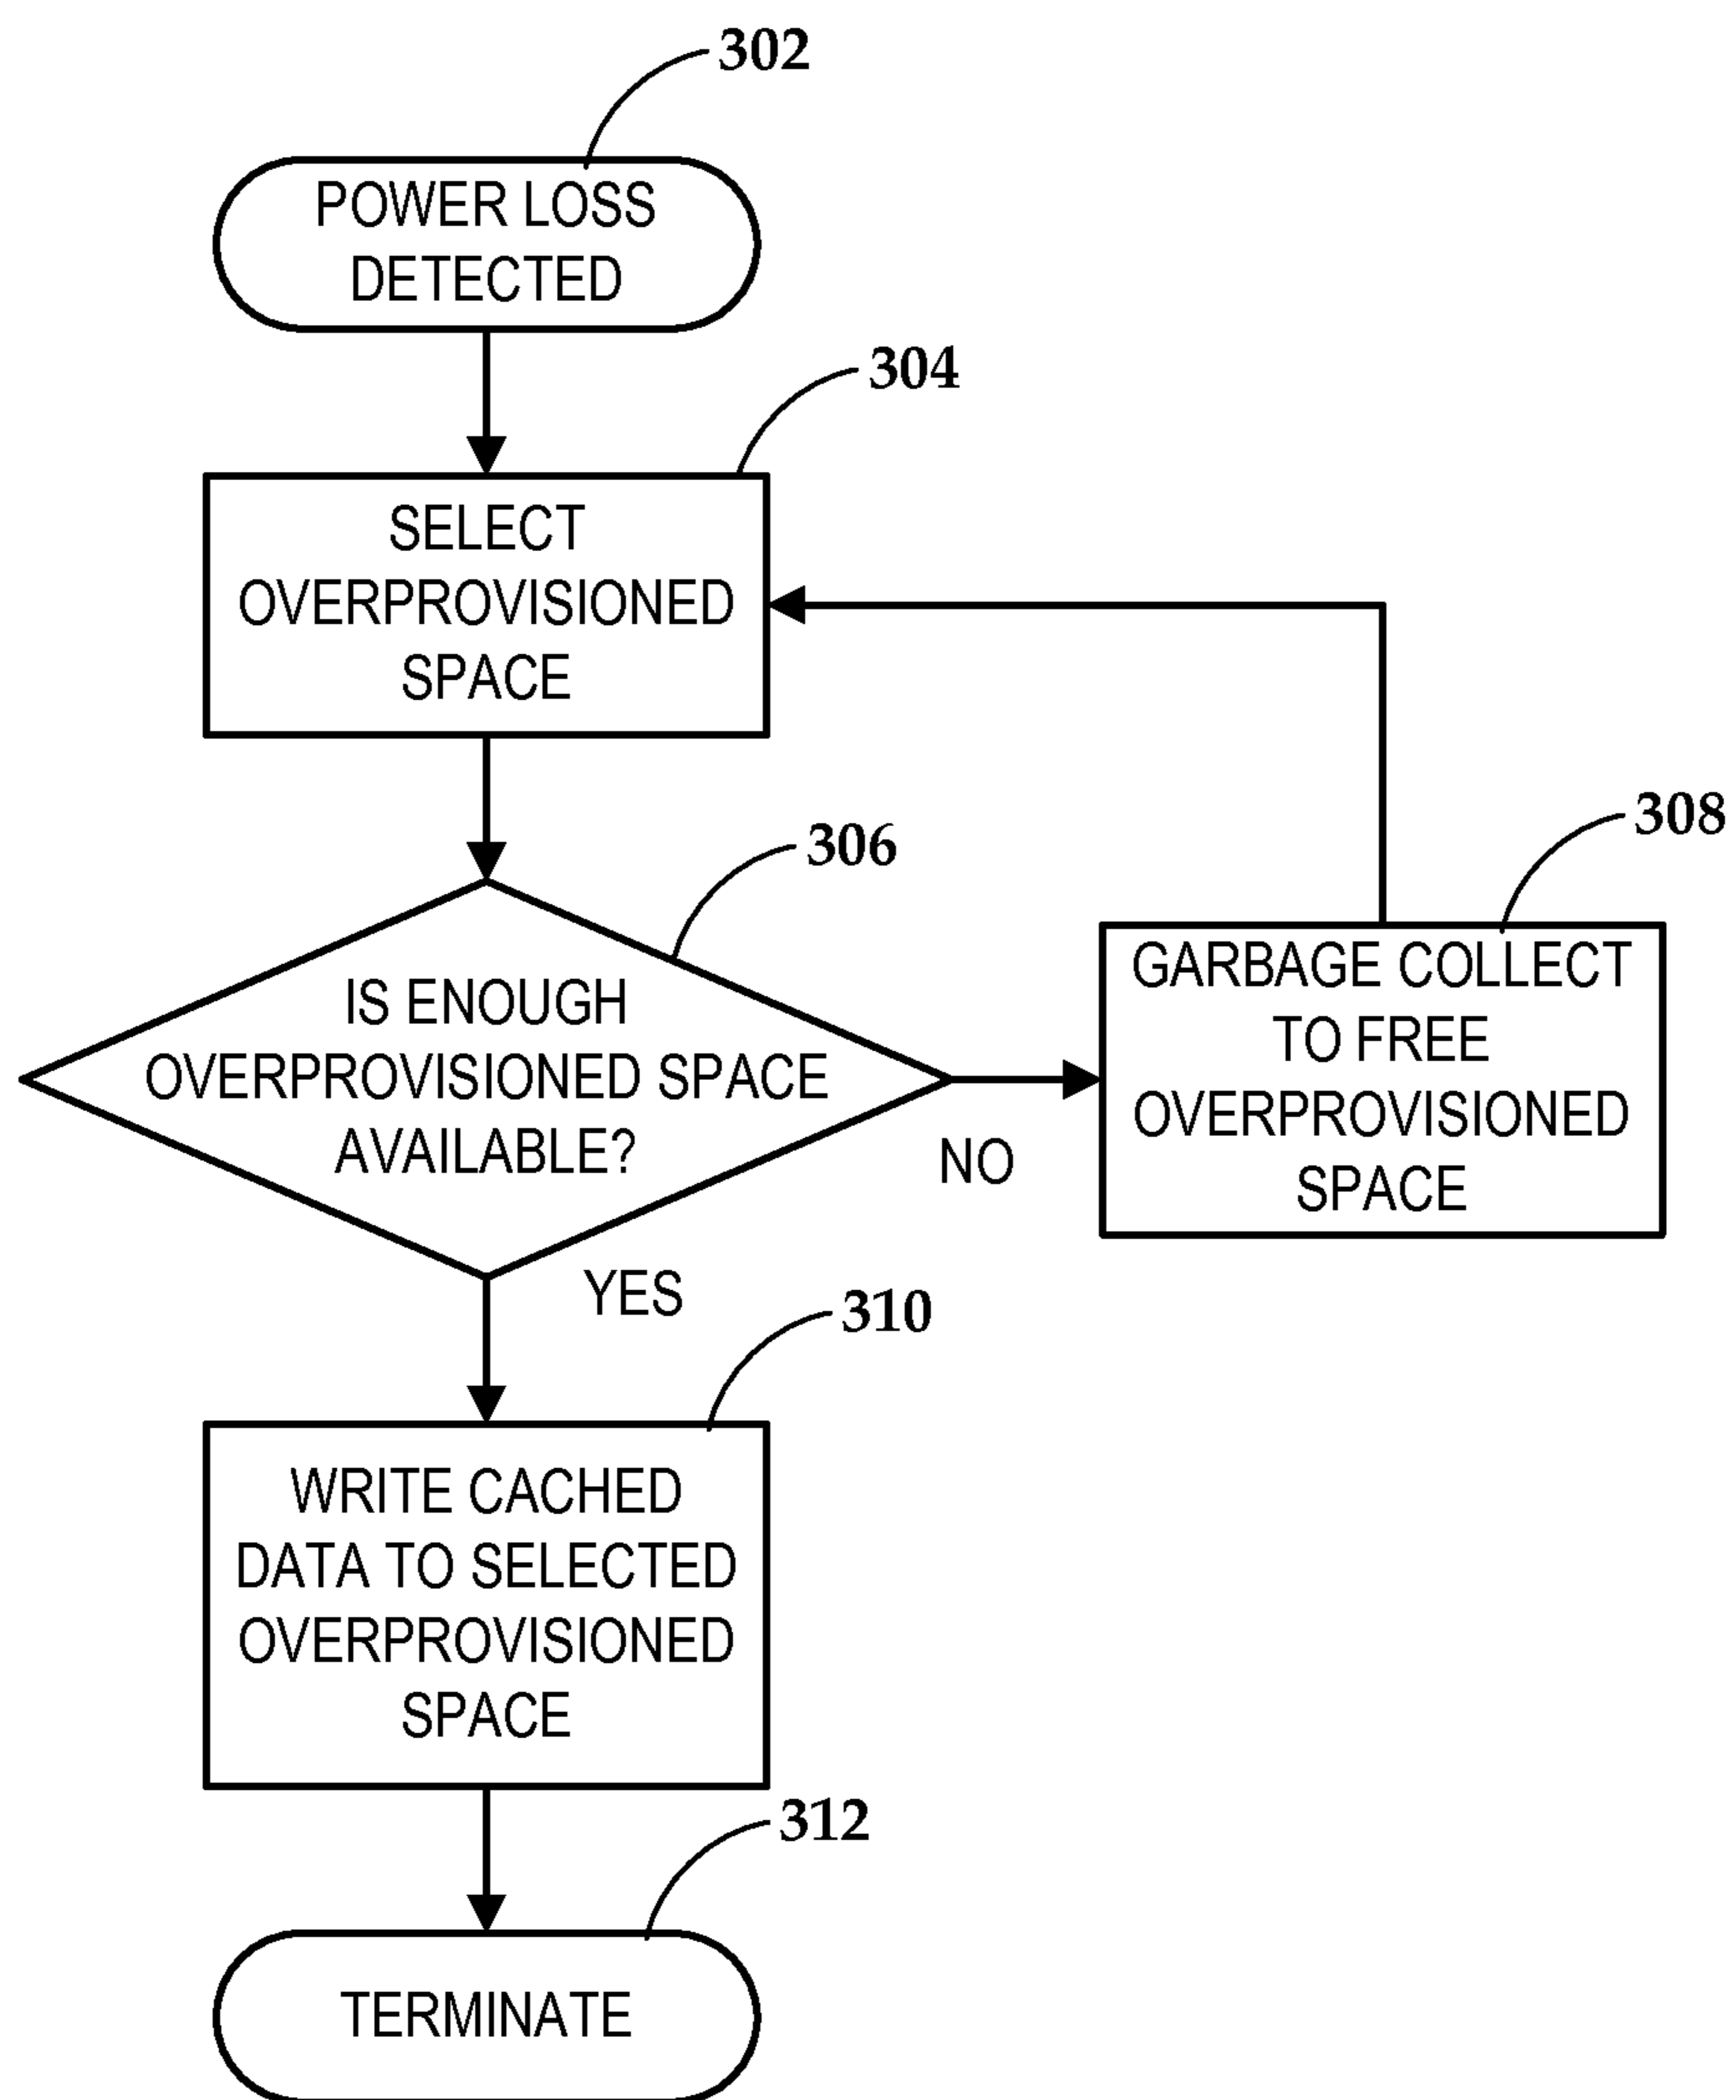 302
POWER LOSS
DETECTED
304
SELECT
OVERPROVISIONED
SPACE
306
IS ENOUGH
OVERPROVISIONED SPACE
AVAILABLE?
NO
308
GARBAGE COLLECT
TO FREE
OVERPROVISIONED
SPACE
YES
310
WRITE CACHED
DATA TO SELECTED
OVERPROVISIONED
SPACE
312
TERMINATE